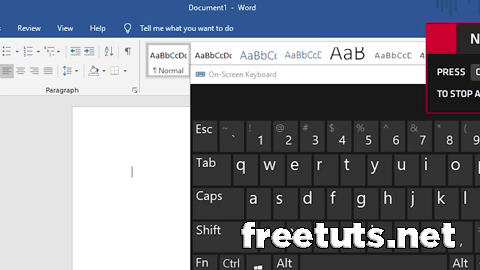 Document1 - Word
Review View Help Tell me what you want to do
AaBbCcDc AaBbCcDc AaBbCc AaBbCcD AaB AaBbCcD
¶ Normal
Paragraph
On-Screen Keyboard
PRESS
TO STOP A
Esc ~ ` ! 1 @ 2 # 3 $ 4 % 5 ^ 6 & 7 * 8 ( 9
Tab q w e r t y u i o
Caps a s d f g h j k l
Shift
freetuts.net
Fn Ctrl Alt Alt